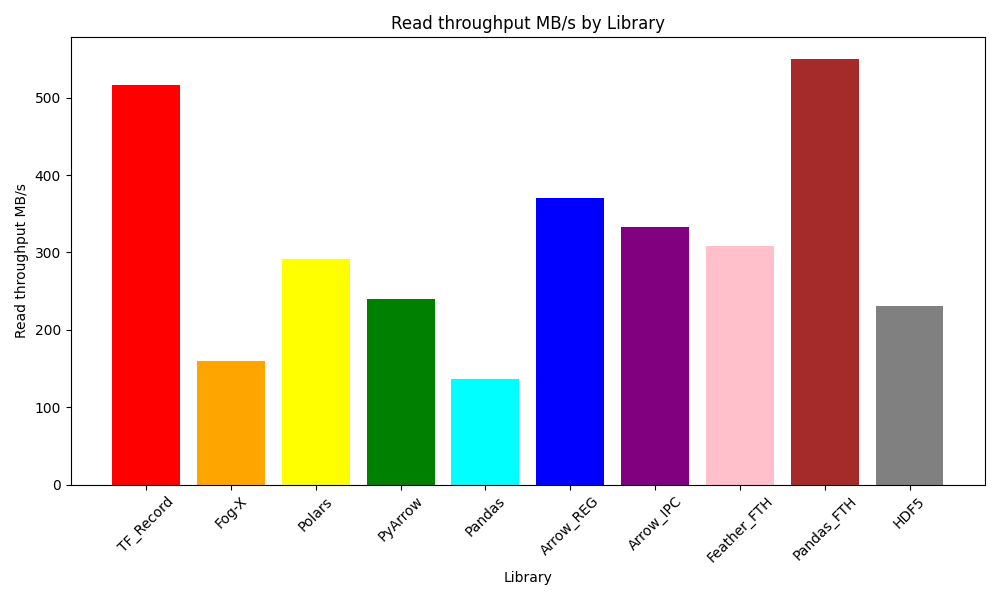 Read throughput MB/s by Library
Read throughput MB/s
500
400
300
200
100
0
TF_Record
Fog-X
Polars
PyArrow
Pandas
Arrow_REG
Arrow_IPC
Feather_FTH
Pandas_FTH
HDF5
Library